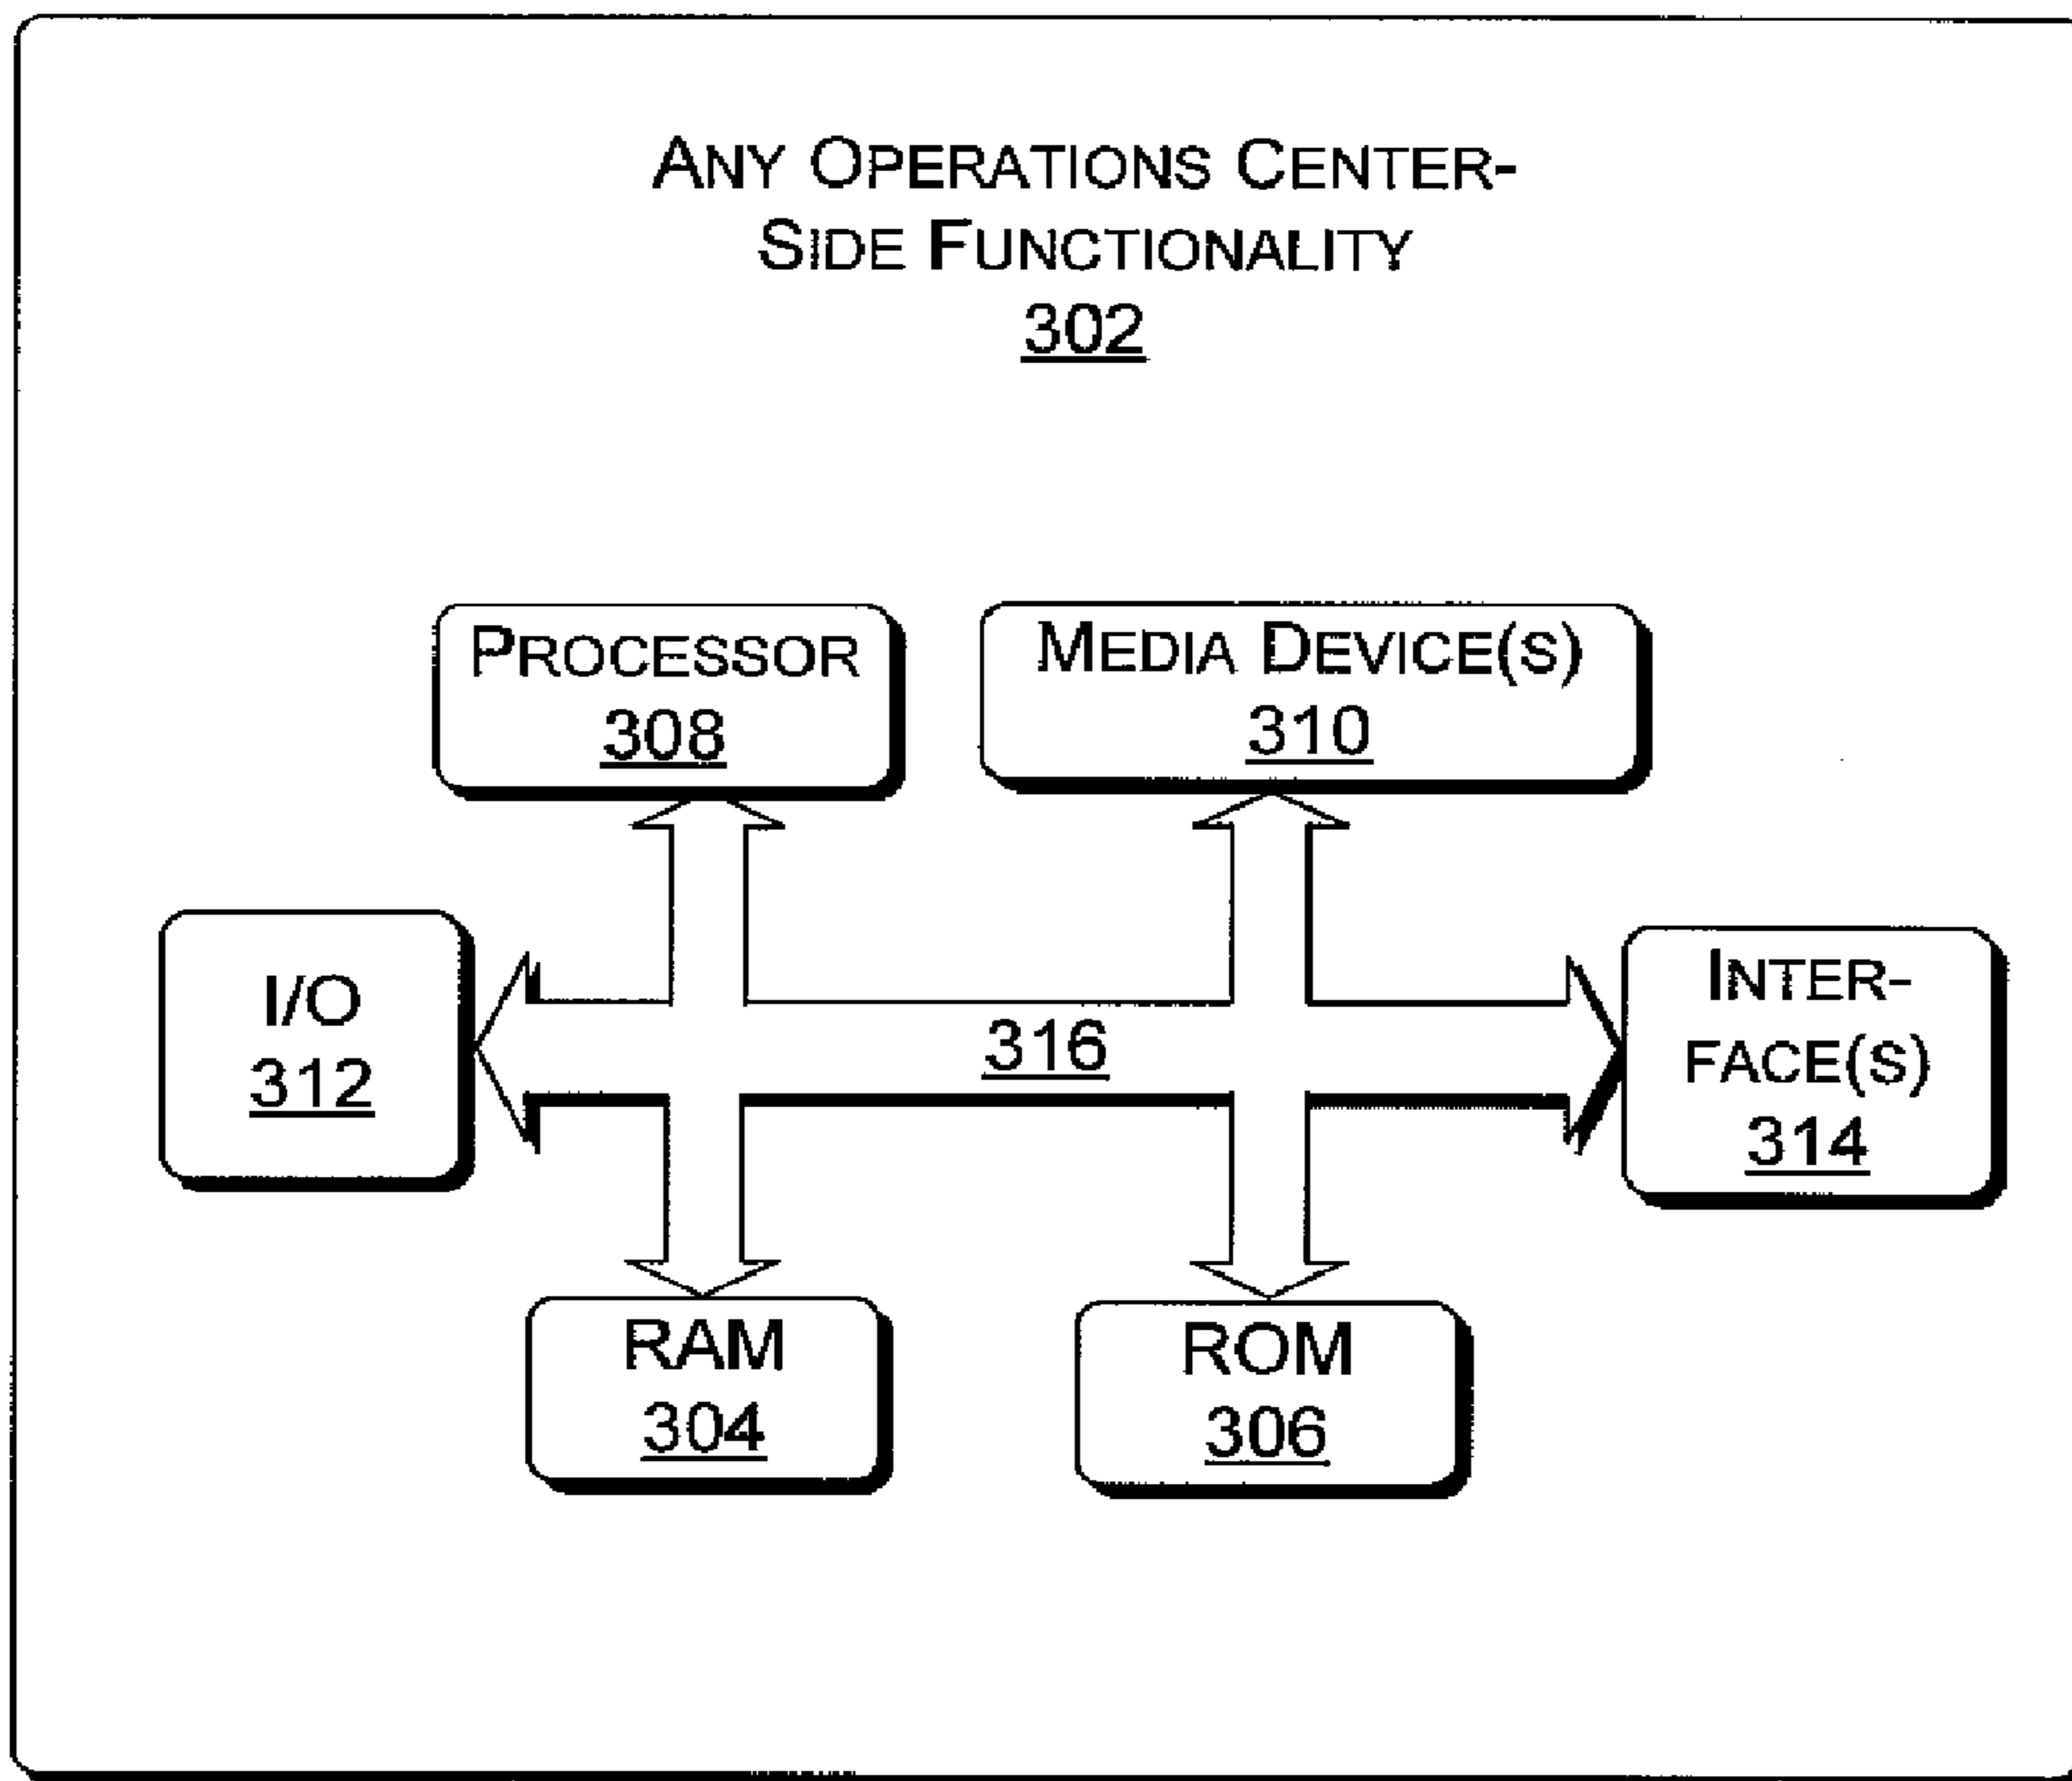 ANY OPERATIONS CENTER-
SIDE FUNCTIONALITY
302
PROCESSOR
308
MEDIA DEVICE(S)
310
I/O
312
316
INTER-
FACE(S)
314
RAM
304
ROM
306